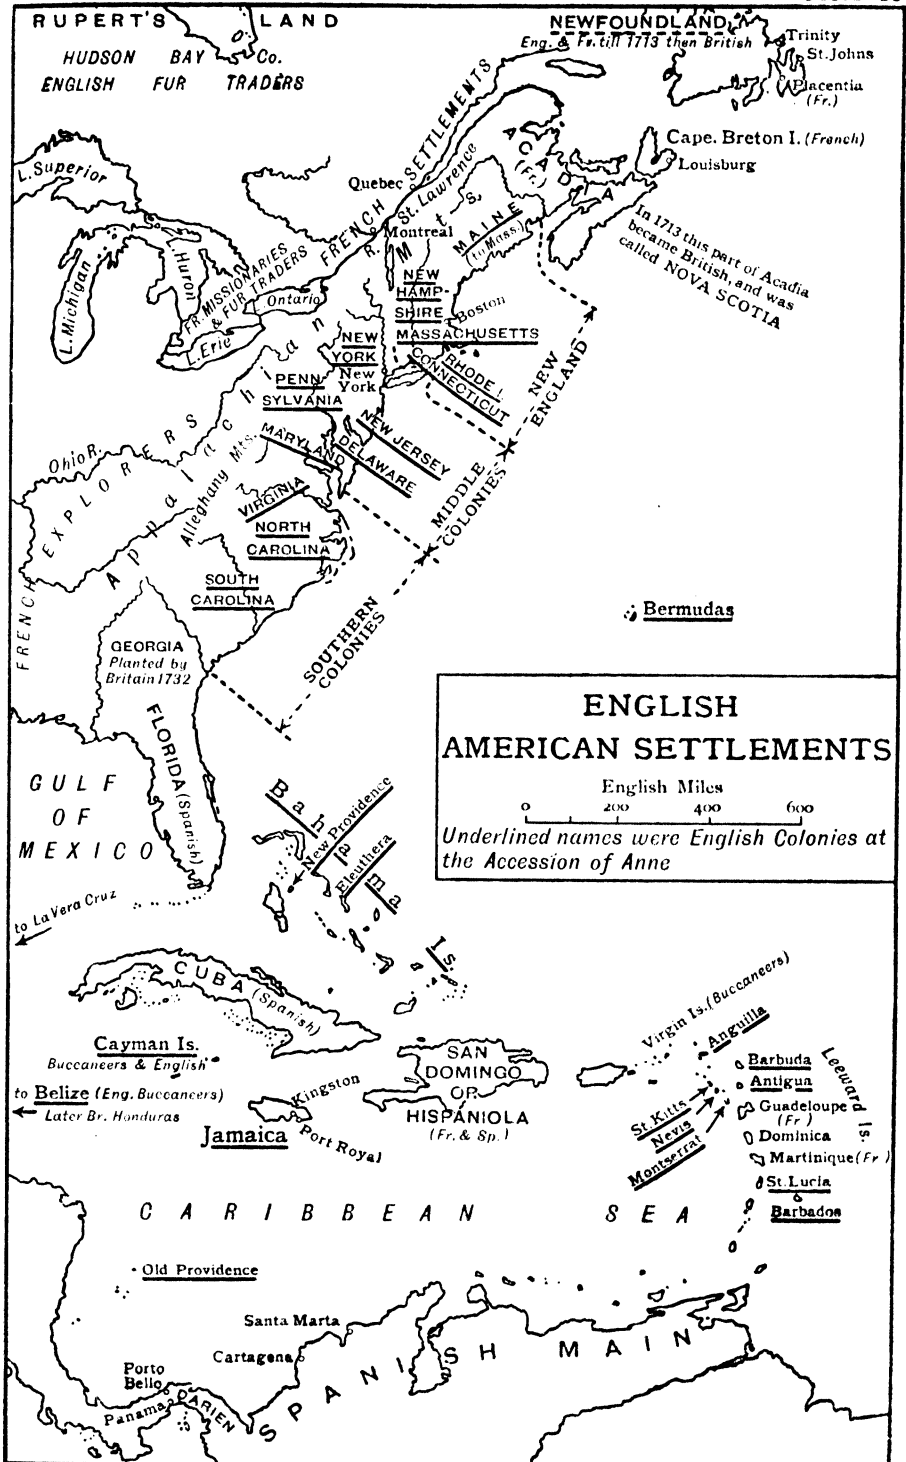 RUPERT'S LAND
HUDSON BAY Co.
ENGLISH FUR TRADERS
NEWFOUNDLAND
Eng. & Fr. till 1713 then British
Trinity
St. Johns
Placentia
(Fr.)
Cape. Breton I. (French)
Louisburg
ACADIA
(Fr.)
In 1713 this part of Acadia
became British, and was
called NOVA SCOTIA
FRENCH SETTLEMENTS
Quebec
R. St. Lawrence
Montreal
L. Superior
L. Michigan
L. Huron
L. Ontario
L. Erie
FR. MISSIONARIES
& FUR TRADERS
MAINE
(to Mass.)
NEW
HAMP-
SHIRE
Boston
MASSACHUSETTS
RHODE I.
CONNECTICUT
NEW
YORK
New
York
PENN
SYLVANIA
NEW JERSEY
DELAWARE
MARYLAND
VIRGINIA
NORTH
CAROLINA
SOUTH
CAROLINA
GEORGIA
Planted by
Britain 1732
Appalachian Mts.
Alleghany Mts.
Ohio R.
FRENCH EXPLORERS
NEW
ENGLAND
MIDDLE
COLONIES
SOUTHERN
COLONIES
Bermudas
FLORIDA (Spanish)
GULF
OF
MEXICO
to La Vera Cruz
ENGLISH
AMERICAN SETTLEMENTS
English Miles
0 200 400 600
Underlined names were English Colonies at
the Accession of Anne
Bahama Is.
New Providence
Eleuthera
CUBA (Spanish)
Cayman Is.
Buccaneers & English
to Belize (Eng. Buccaneers)
Later Br. Honduras
Kingston
Jamaica
Port Royal
SAN
DOMINGO
OR
HISPANIOLA
(Fr. & Sp.)
Virgin Is. (Buccaneers)
Anguilla
Barbuda
Antigua
Leeward Is.
St. Kitts
Nevis
Montserrat
Guadeloupe
(Fr)
Dominica
Martinique (Fr)
St. Lucia
Barbados
CARIBBEAN SEA
Old Providence
Santa Marta
Cartagena
SPANISH MAIN
Porto
Bello
Panama
DARIEN